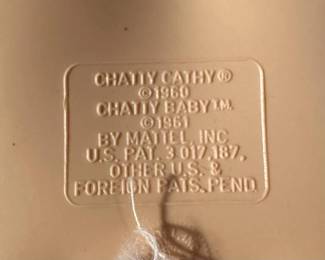 CHATTY CATHY®
©1960
CHATTY BABY T.M.
©1961
BY MATTEL, INC.
U.S. PAT. 3,017,187.
OTHER U.S. &
FOREIGN PATS. PEND.